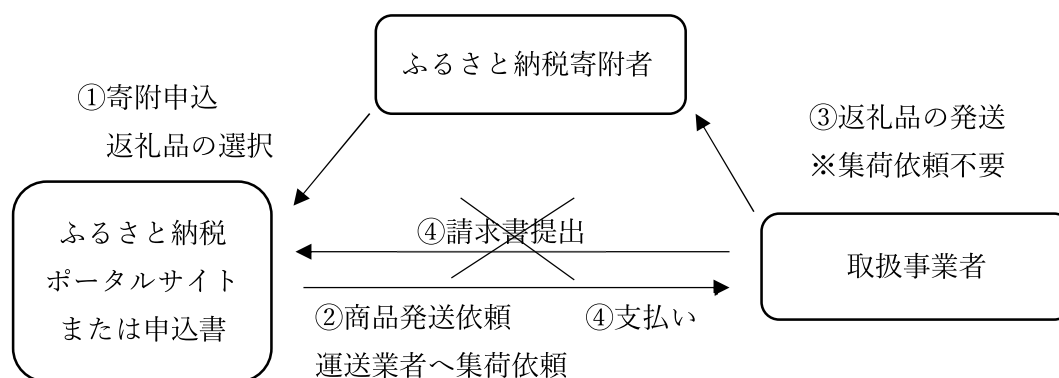 ふるさと納税寄附者
①寄附申込
返礼品の選択
③返礼品の発送
※集荷依頼不要
ふるさと納税
ポータルサイト
または申込書
④請求書提出
取扱事業者
②商品発送依頼
④支払い
運送業者へ集荷依頼